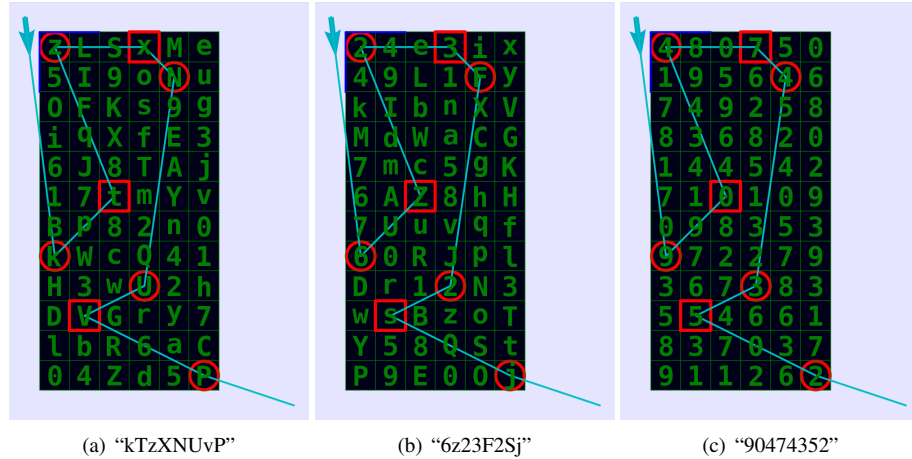 z L S x M e
5 I 9 o N u
O F K s 9 g
i q X f E 3
6 J 8 T A j
1 7 t m Y v
B p 8 2 n 0
k W c Q 4 1
H 3 w U 2 h
D V G r y 7
l b R 6 a C
0 4 Z d 5 P
(a) “kTzXNUvP”
2 4 e 3 i x
4 9 L 1 F y
k I b n X V
M d W a C G
7 m c 5 g K
6 A Z 8 h H
7 U u v q f
6 0 R J p l
D r 1 2 N 3
w s B z o T
Y 5 8 Q S t
P 9 E 0 O j
(b) “6z23F2Sj”
4 8 0 7 5 0
1 9 5 6 4 6
7 4 9 2 5 8
8 3 6 8 2 0
1 4 4 5 4 2
7 1 0 1 0 9
0 9 8 3 5 3
9 7 2 2 7 9
3 6 7 3 8 3
5 5 4 6 6 1
8 3 7 0 3 7
9 1 1 2 6 2
(c) “90474352”